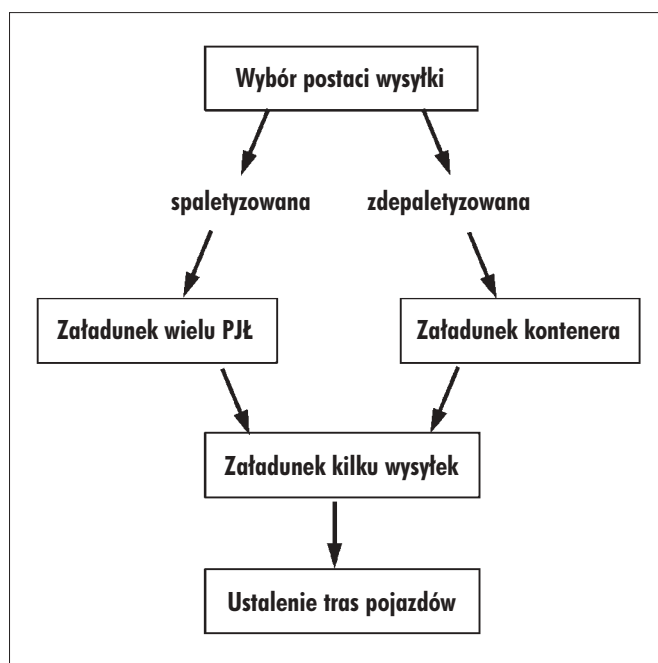 Wybór postaci wysyłki
spaletyzowana
zdepaletyzowana
Załadunek wielu PJŁ
Załadunek kontenera
Załadunek kilku wysyłek
Ustalenie tras pojazdów